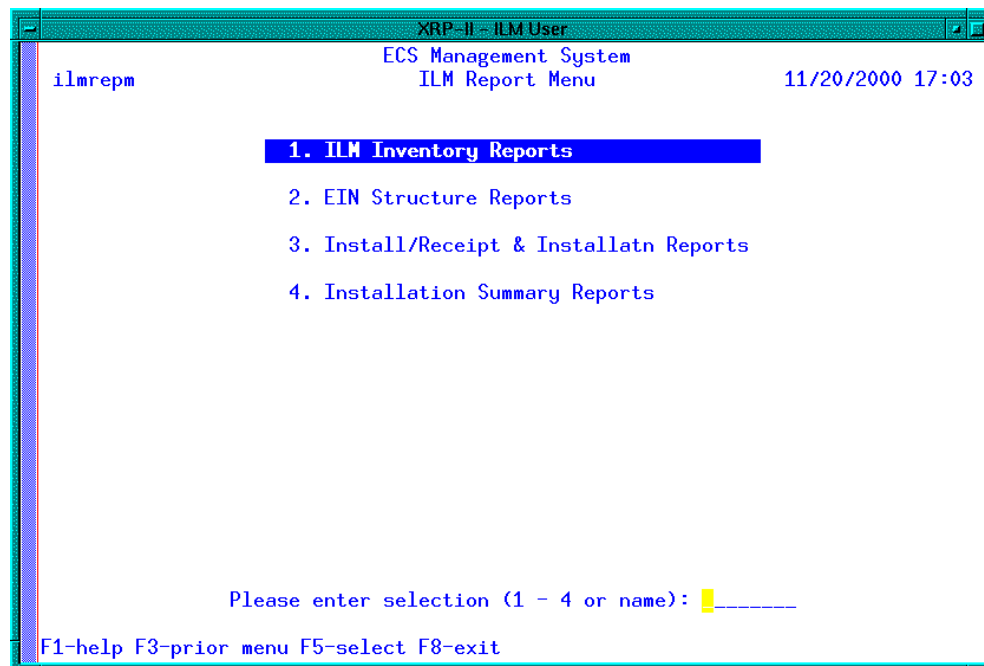 XRP-II - ILM User
ECS Management System
ilmrepm ILM Report Menu 11/20/2000 17:03
1. ILM Inventory Reports
2. EIN Structure Reports
3. Install/Receipt & Installatn Reports
4. Installation Summary Reports
Please enter selection (1 - 4 or name): ________
F1-help F3-prior menu F5-select F8-exit